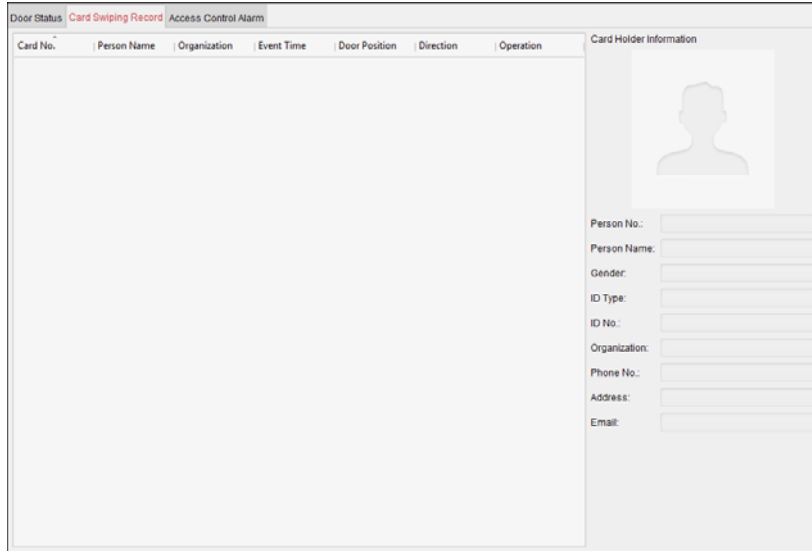 Door Status Card Swiping Record Access Control Alarm
Card No. Person Name Organization Event Time Door Position Direction Operation
Card Holder Information
Person No.:
Person Name:
Gender:
ID Type:
ID No.:
Organization:
Phone No.:
Address:
Email: